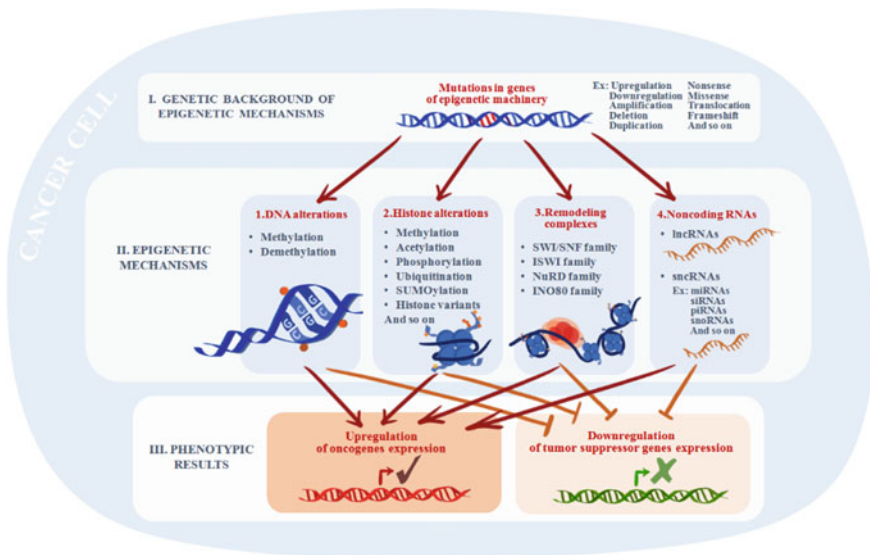 CANCER CELL
I. GENETIC BACKGROUND OF
EPIGENETIC MECHANISMS
Mutations in genes
of epigenetic machinery
Ex: Upregulation
Downregulation
Amplification
Deletion
Duplication
Nonsense
Missense
Translocation
Frameshift
And so on
II. EPIGENETIC
MECHANISMS
1.DNA alterations
• Methylation
• Demethylation
2.Histone alterations
• Methylation
• Acetylation
• Phosphorylation
• Ubiquitination
• SUMOylation
• Histone variants
And so on
3.Remodeling
complexes
• SWI/SNF family
• ISWI family
• NuRD family
• INO80 family
4.Noncoding RNAs
• lncRNAs
• sncRNAs
Ex: miRNAs
siRNAs
piRNAs
snoRNAs
And so on
III. PHENOTYPIC
RESULTS
Upregulation
of oncogenes expression
Downregulation
of tumor suppressor genes expression